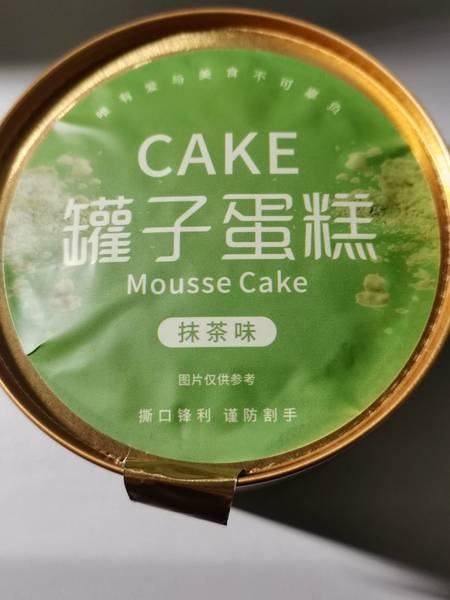 唯有爱与美食不可辜负
CAKE
罐子蛋糕
Mousse Cake
抹茶味
图片仅供参考
撕口锋利 谨防割手